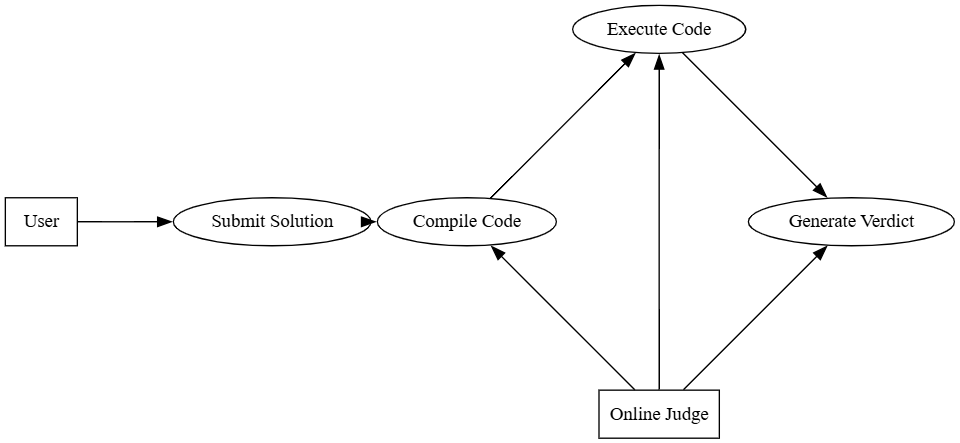 Execute Code
User
Submit Solution
Compile Code
Generate Verdict
Online Judge